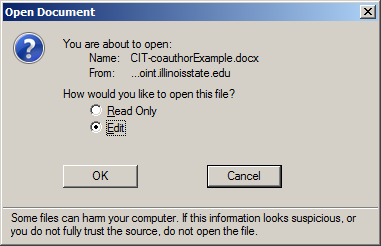 Open Document
You are about to open:
Name: CIT-coauthorExample.docx
From: ...oint.illinoisstate.edu
How would you like to open this file?
Read Only
Edit
OK
Cancel
Some files can harm your computer. If this information looks suspicious, or
you do not fully trust the source, do not open the file.